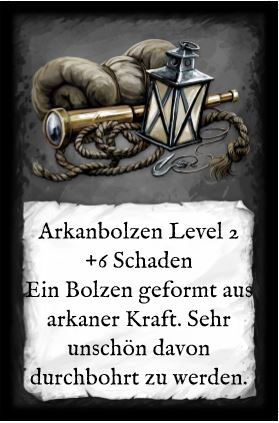 Arkanbolzen Level 2
+6 Schaden
Ein Bolzen geformt aus
arkaner Kraft. Sehr
unschön davon
durchbohrt zu werden.